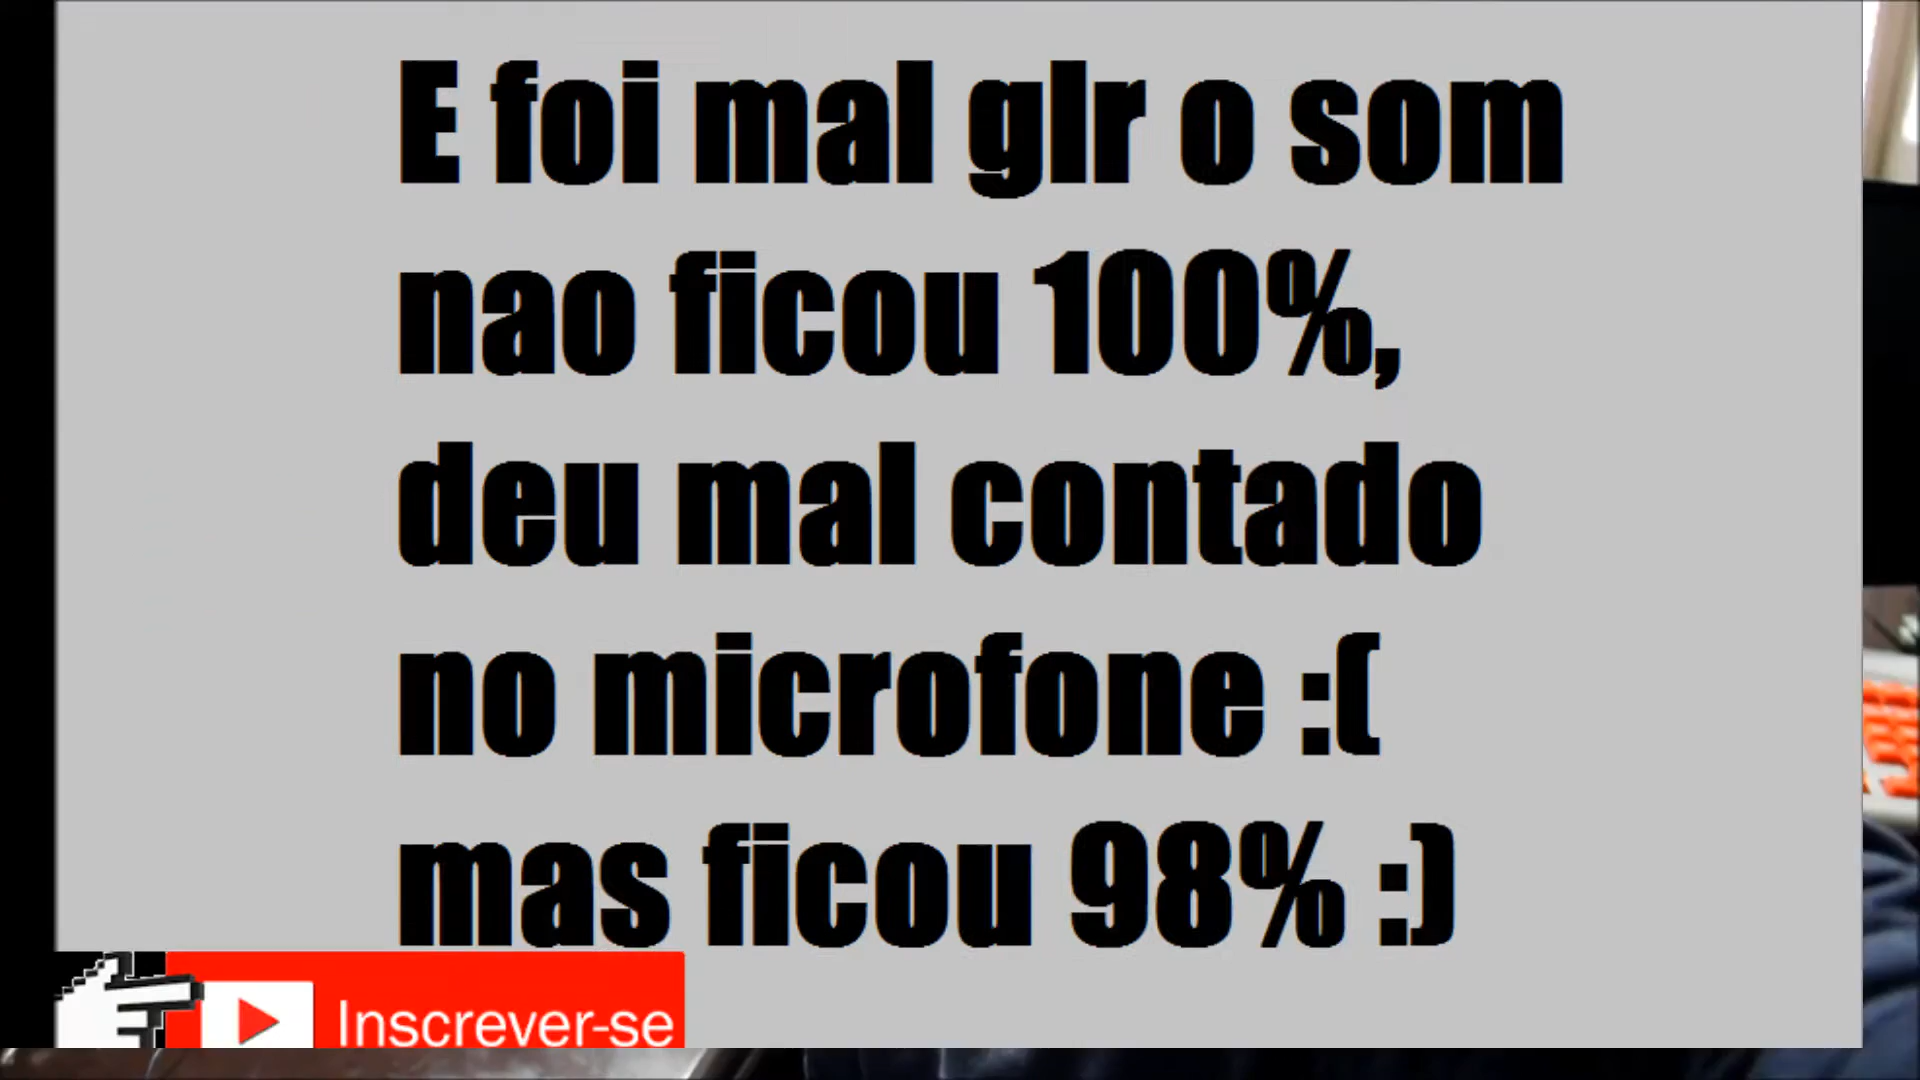 E foi mal glr o som
nao ficou 100%,
deu mal contado
no microfone :(
mas ficou 98% :)
Inscrever-se